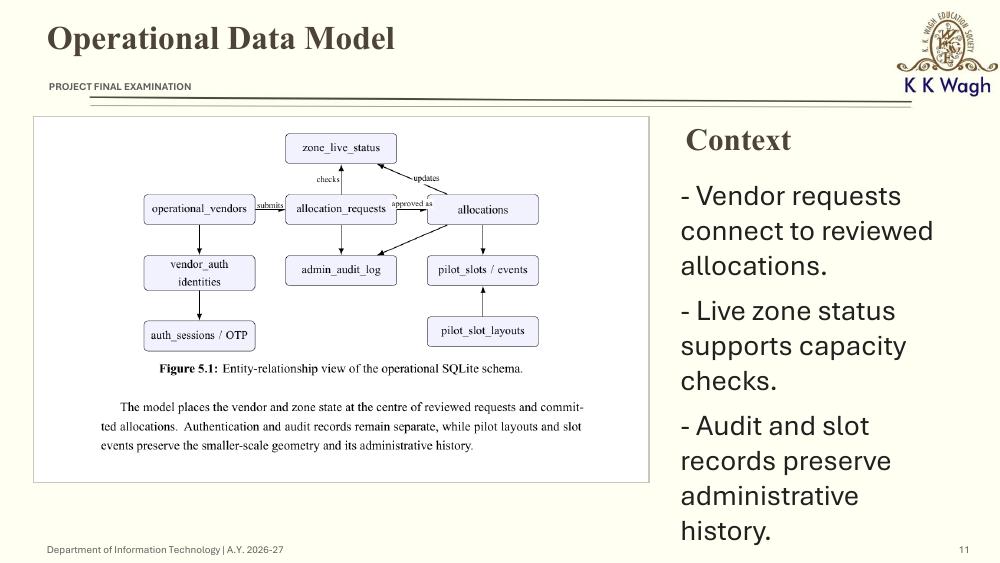 Operational Data Model
PROJECT FINAL EXAMINATION
K. K. WAGH EDUCATION SOCIETY
K K Wagh
zone_live_status
checks
updates
operational_vendors
submits
allocation_requests
approved as
allocations
vendor_auth
identities
admin_audit_log
pilot_slots / events
auth_sessions / OTP
pilot_slot_layouts
Figure 5.1: Entity-relationship view of the operational SQLite schema.
The model places the vendor and zone state at the centre of reviewed requests and commit-
ted allocations. Authentication and audit records remain separate, while pilot layouts and slot
events preserve the smaller-scale geometry and its administrative history.
Context
- Vendor requests
connect to reviewed
allocations.
- Live zone status
supports capacity
checks.
- Audit and slot
records preserve
administrative
history.
Department of Information Technology | A.Y. 2026-27
11